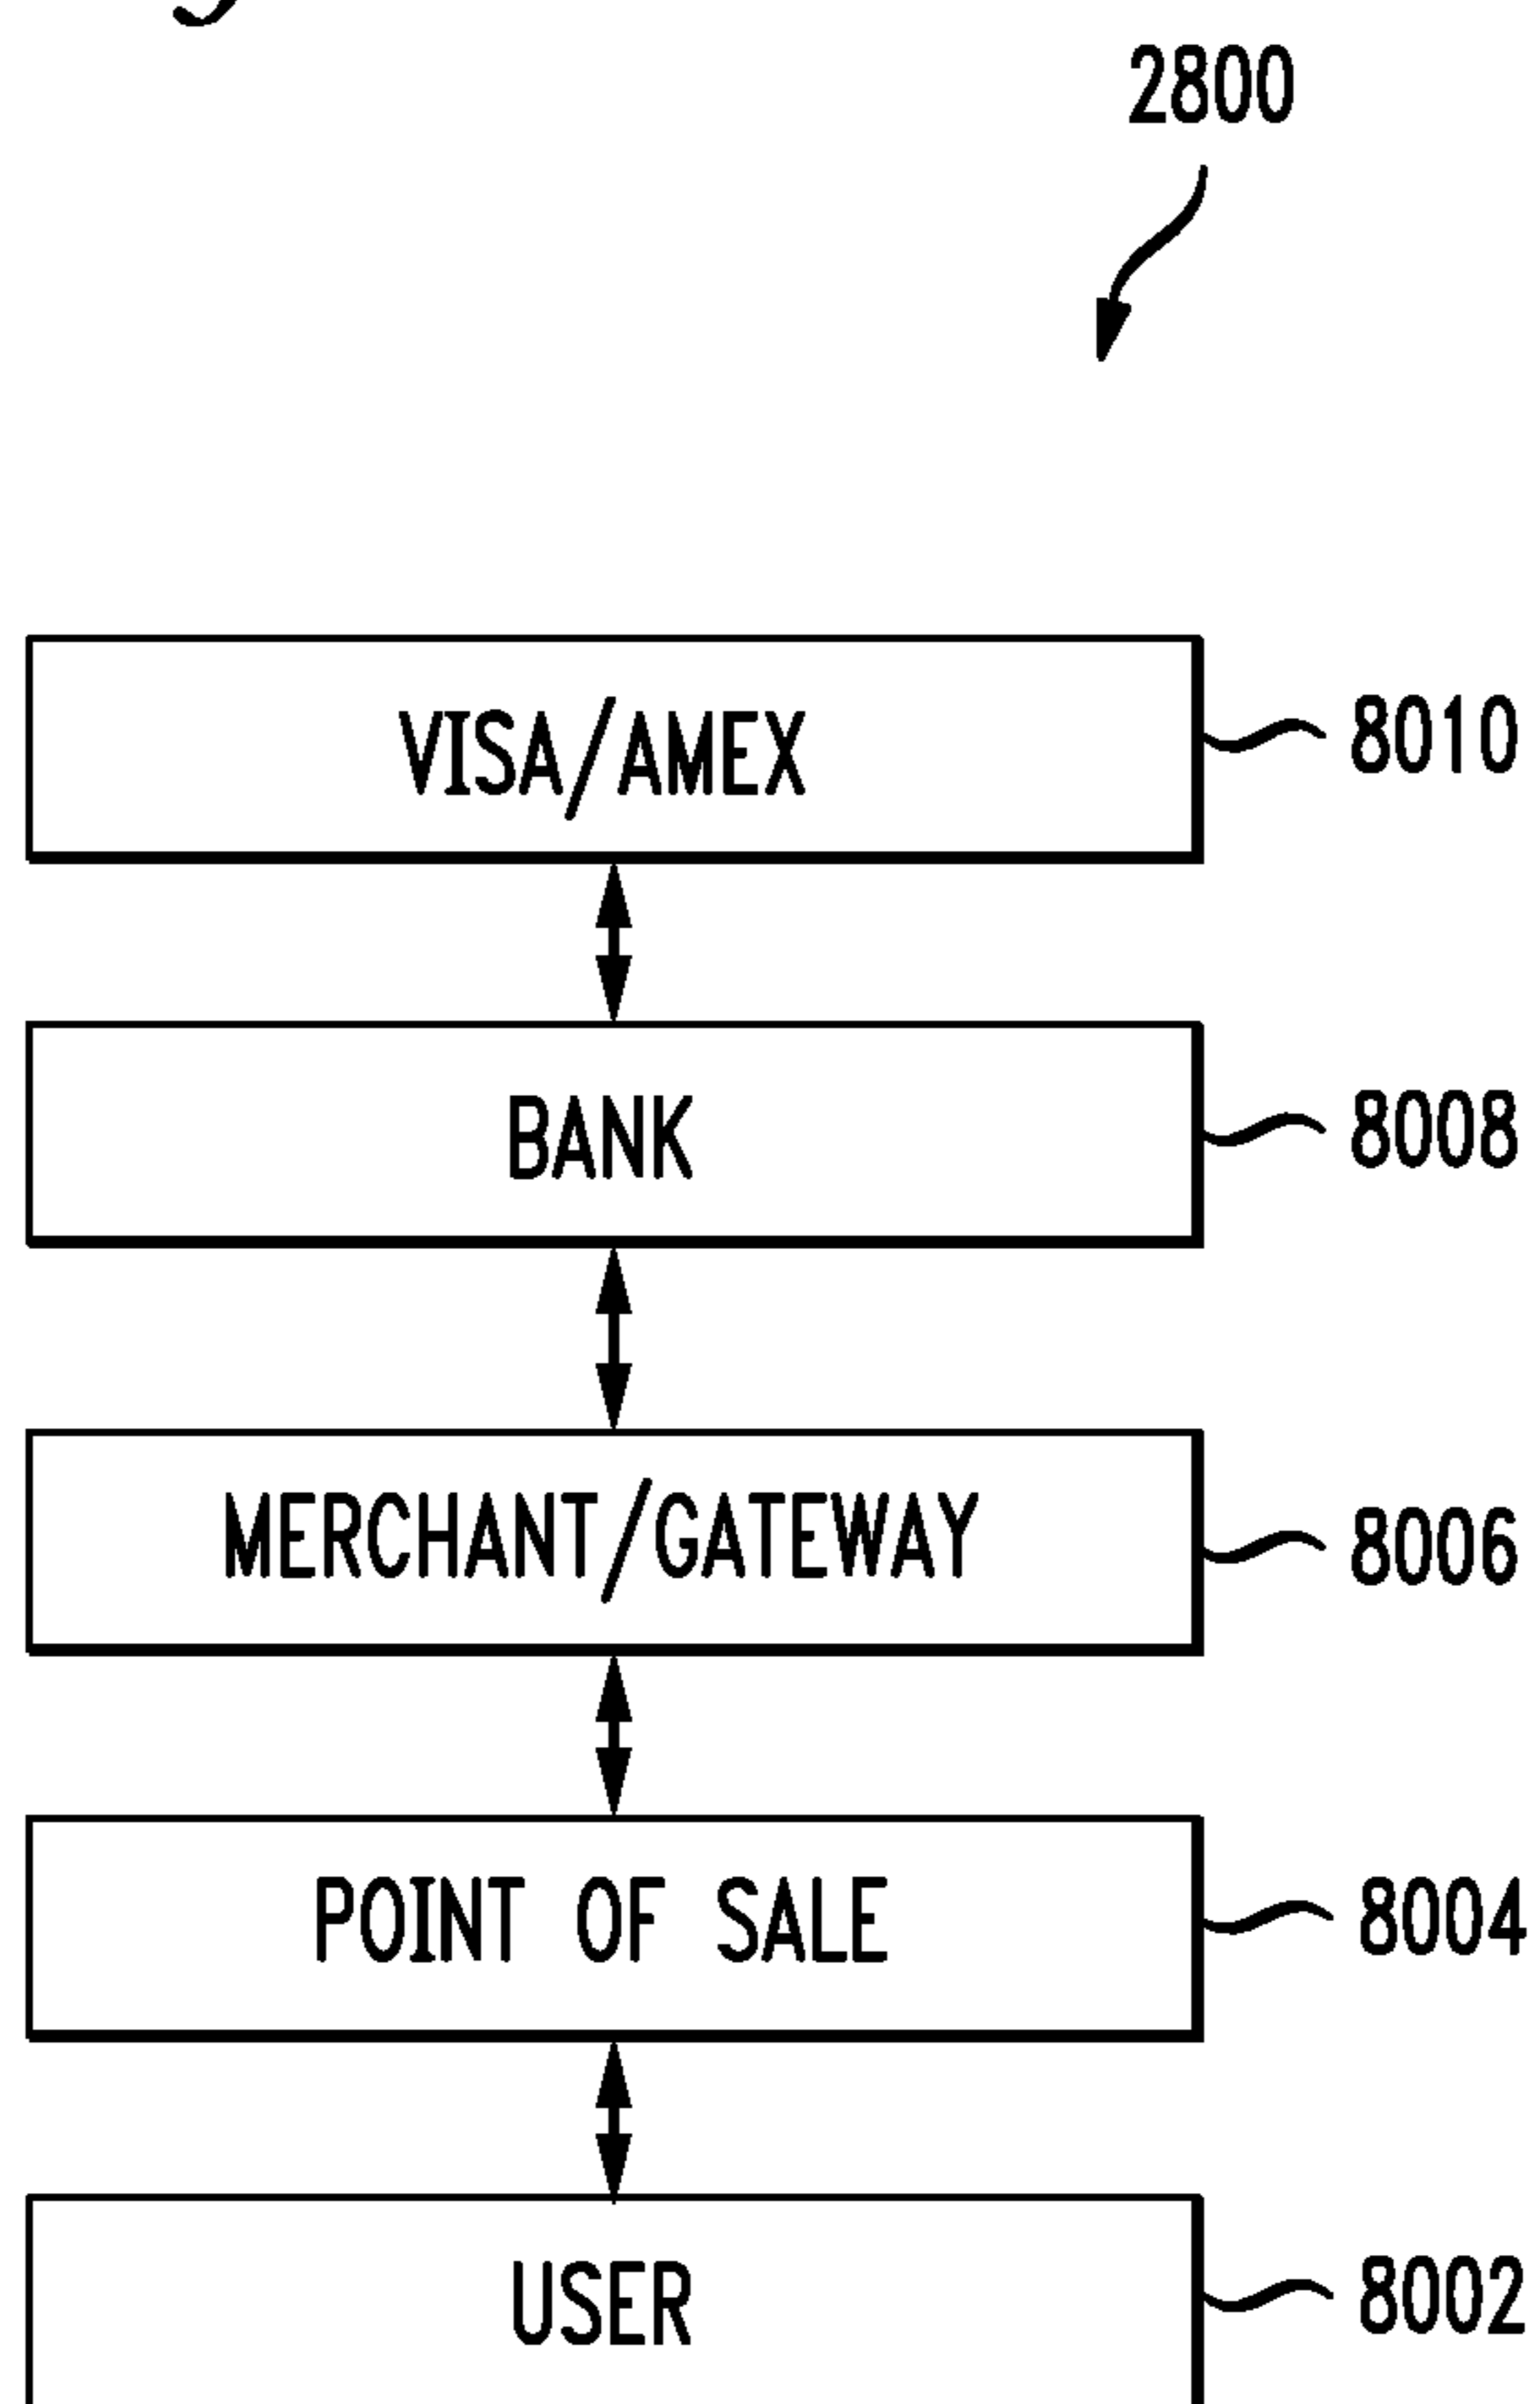 2800
VISA/AMEX
8010
BANK
8008
MERCHANT/GATEWAY
8006
POINT OF SALE
8004
USER
8002